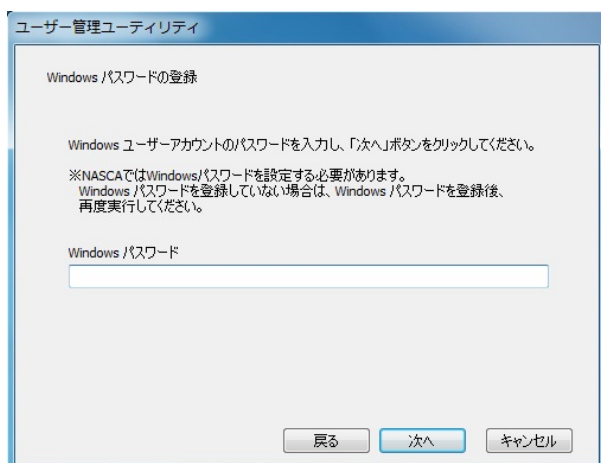 ユーザー管理ユーティリティ
Windows パスワードの登録
Windows ユーザーアカウントのパスワードを入力し、「次へ」ボタンをクリックしてください。
※NASCAではWindowsパスワードを設定する必要があります。
Windows パスワードを登録していない場合は、Windows パスワードを登録後、
再度実行してください。
Windows パスワード
戻る 次へ キャンセル